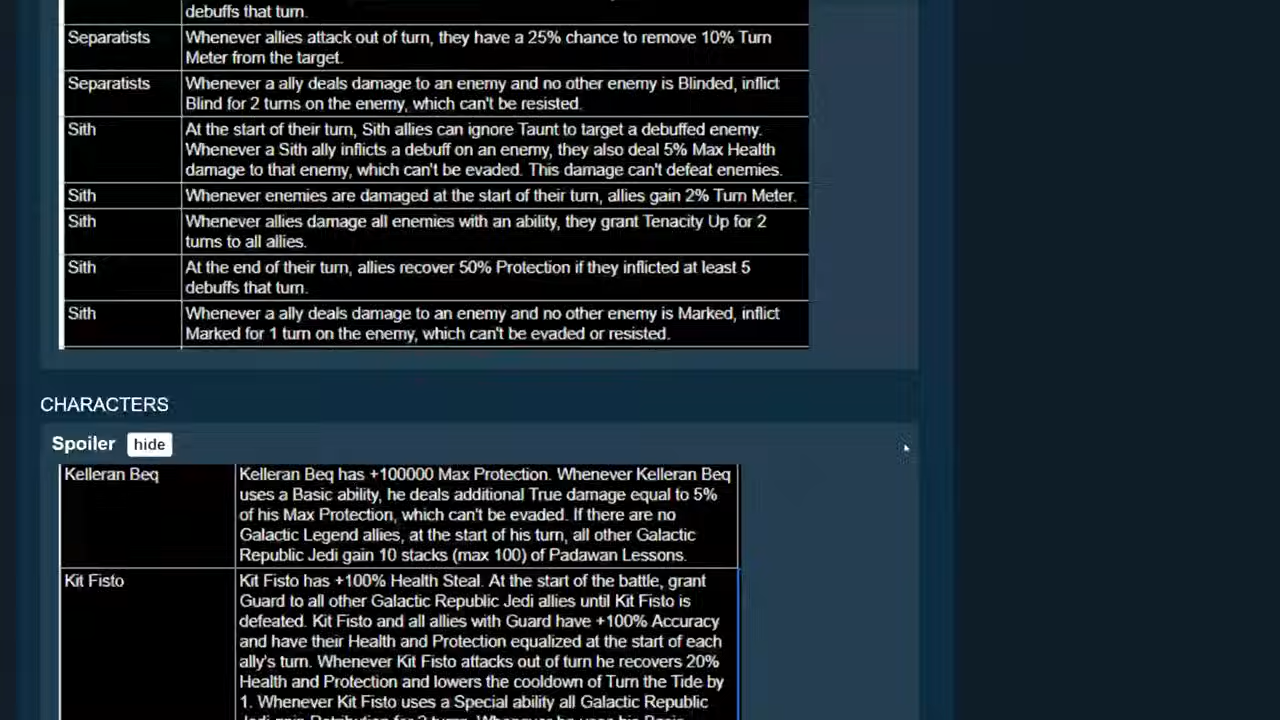 debuffs that turn.
Separatists
Whenever allies attack out of turn, they have a 25% chance to remove 10% Turn
Meter from the target.
Separatists
Whenever a ally deals damage to an enemy and no other enemy is Blinded, inflict
Blind for 2 turns on the enemy, which can't be resisted.
Sith
At the start of their turn, Sith allies can ignore Taunt to target a debuffed enemy.
Whenever a Sith ally inflicts a debuff on an enemy, they also deal 5% Max Health
damage to that enemy, which can't be evaded. This damage can't defeat enemies.
Sith
Whenever enemies are damaged at the start of their turn, allies gain 2% Turn Meter.
Sith
Whenever allies damage all enemies with an ability, they grant Tenacity Up for 2
turns to all allies.
Sith
At the end of their turn, allies recover 50% Protection if they inflicted at least 5
debuffs that turn.
Sith
Whenever a ally deals damage to an enemy and no other enemy is Marked, inflict
Marked for 1 turn on the enemy, which can't be evaded or resisted.
CHARACTERS
Spoiler hide
Kelleran Beq
Kelleran Beq has +100000 Max Protection. Whenever Kelleran Beq
uses a Basic ability, he deals additional True damage equal to 5%
of his Max Protection, which can't be evaded. If there are no
Galactic Legend allies, at the start of his turn, all other Galactic
Republic Jedi gain 10 stacks (max 100) of Padawan Lessons.
Kit Fisto
Kit Fisto has +100% Health Steal. At the start of the battle, grant
Guard to all other Galactic Republic Jedi allies until Kit Fisto is
defeated. Kit Fisto and all allies with Guard have +100% Accuracy
and have their Health and Protection equalized at the start of each
ally's turn. Whenever Kit Fisto attacks out of turn he recovers 20%
Health and Protection and lowers the cooldown of Turn the Tide by
1. Whenever Kit Fisto uses a Special ability all Galactic Republic